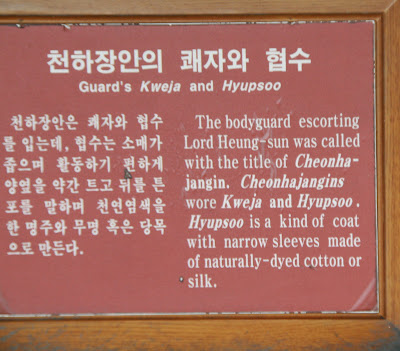 천하장안의 쾌자와 협수
Guard's Kweja and Hyupsoo
천하장안은 쾌자와 협수
를 입는데, 협수는 소매가
좁으며 활동하기 편하게
양옆을 약간 트고 뒤를 튼
포를 말하며 천연염색을
한 명주와 무명 혹은 당목
으로 만든다.
The bodyguard escorting
Lord Heung-sun was called
with the title of Cheonha-
jangin. Cheonhajangins
wore Kweja and Hyupsoo.
Hyupsoo is a kind of coat
with narrow sleeves made
of naturally-dyed cotton or
silk.